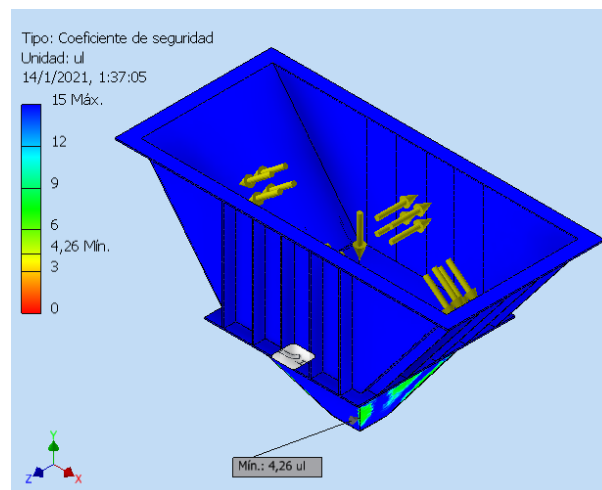 Tipo: Coeficiente de seguridad
Unidad: ul
14/1/2021, 1:37:05
15 Máx.
12
9
6
4,26 Mín.
3
0
Mín.: 4,26 ul
Y
Z
X